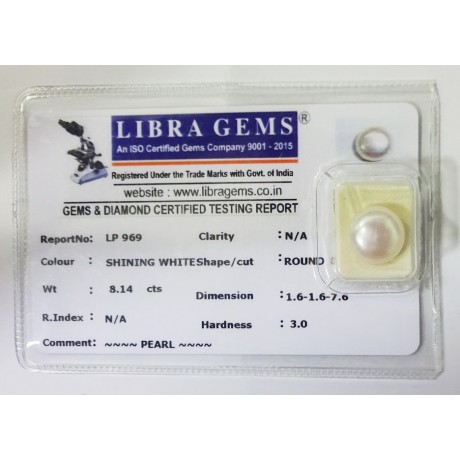 LIBRA GEMS ®
An ISO Certified Gems Company 9001 - 2015
Registered Under the Trade Marks with Govt. of India
website : www.libragems.co.in
GEMS & DIAMOND CERTIFIED TESTING REPORT
ReportNo: LP 969 Clarity : N/A
Colour : SHINING WHITE Shape/cut : ROUND
Wt : 8.14 cts Dimension : 1.6-1.6-7.6
R.Index : N/A Hardness : 3.0
Comment: ~~~~ PEARL ~~~~